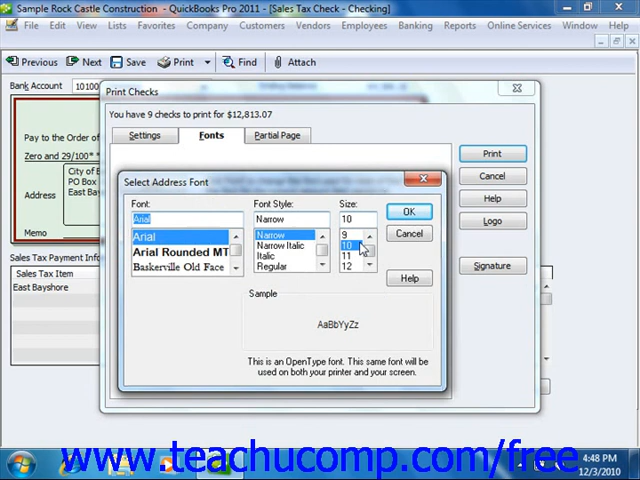 Sample Rock Castle Construction - QuickBooks Pro 2011 - [Sales Tax Check - Checking]
File Edit View Lists Favorites Company Customers Vendors Employees Banking Reports Online Services Window
Previous Next Save Print Find Attach
Bank Account 10100
Print Checks
You have 9 checks to print for $12,813.07
Settings Fonts Partial Page
Pay to the Order of
Zero and 29/100*
Print
Address City of E
PO Box
East Bay
Select Address Font
Cancel
Font: Font Style: Size:
Help
Arial Narrow 10 OK
Logo
Arial Narrow 9
Cancel
Arial Rounded MT Narrow Italic 10
Baskerville Old Face Italic 11
Regular 12
Memo
Sales Tax Payment Info
Signature
Sales Tax Item
Help
East Bayshore
Sample
AaBbYyZz
This is an OpenType font. This same font will be
used on both your printer and your screen.
www.teachucomp.com/free
4:48 PM
12/3/2010